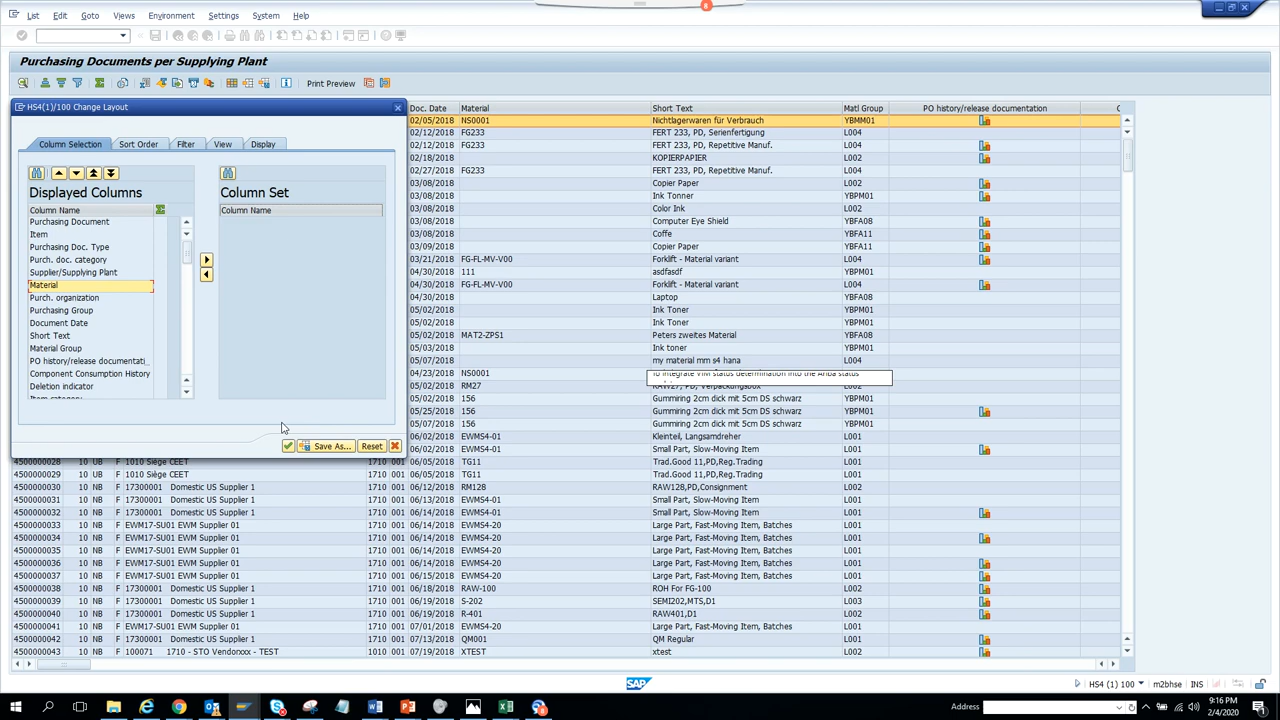 List Edit Goto Views Environment Settings System Help
8
Purchasing Documents per Supplying Plant
Print Preview
HS4(1)/100 Change Layout
Column Selection Sort Order Filter View Display
Displayed Columns Column Set
Column Name Column Name
Purchasing Document
Item
Purchasing Doc. Type
Purch. doc. category
Supplier/Supplying Plant
Material
Purch. organization
Purchasing Group
Document Date
Short Text
Material Group
PO history/release documentati..
Component Consumption History
Deletion indicator
Item category
Save As... Reset
Doc. Date Material Short Text Matl Group PO history/release documentation
02/05/2018 NS0001 Nichtlagerwaren für Verbrauch YBMM01
02/12/2018 FG233 FERT 233, PD, Serienfertigung L004
02/12/2018 FG233 FERT 233, PD, Repetitive Manuf. L004
02/18/2018 KOPIERPAPIER L002
02/27/2018 FG233 FERT 233, PD, Repetitive Manuf. L004
03/08/2018 Copier Paper L002
03/08/2018 Ink Tonner YBPM01
03/08/2018 Color Ink L002
03/08/2018 Computer Eye Shield YBFA08
03/08/2018 Coffe YBFA11
03/09/2018 Copier Paper YBFA11
03/21/2018 FG-FL-MV-V00 Forklift - Material variant L004
04/30/2018 111 asdfasdf YBPM01
04/30/2018 FG-FL-MV-V00 Forklift - Material variant L004
04/30/2018 Laptop YBFA08
05/02/2018 Ink Toner YBPM01
05/02/2018 Ink Toner YBPM01
05/02/2018 MAT2-ZPS1 Peters zweites Material YBFA08
05/03/2018 Ink toner YBPM01
05/07/2018 my material mm s4 hana L004
04/23/2018 NS0001 To integrate VIM status determination into the Ariba status
05/02/2018 RM27 RAW27, PD, Verpackungsbox L002
05/02/2018 156 Gummiring 2cm dick mit 5cm DS schwarz YBPM01
05/25/2018 156 Gummiring 2cm dick mit 5cm DS schwarz YBPM01
05/07/2018 156 Gummiring 2cm dick mit 5cm DS schwarz YBPM01
06/02/2018 EWMS4-01 Kleinteil, Langsamdreher L001
06/02/2018 EWMS4-01 Small Part, Slow-Moving Item L001
4500000028 10 UB F 1010 Siège CEET 1710 001 06/05/2018 TG11 Trad.Good 11,PD,Reg.Trading L001
4500000029 10 UB F 1010 Siège CEET 1710 001 06/05/2018 TG11 Trad.Good 11,PD,Reg.Trading L001
4500000030 10 NB F 17300001 Domestic US Supplier 1 1710 001 06/12/2018 RM128 RAW128,PD,Consignment L002
4500000031 10 NB F 17300001 Domestic US Supplier 1 1710 001 06/13/2018 EWMS4-01 Small Part, Slow-Moving Item L001
4500000032 10 NB F 17300001 Domestic US Supplier 1 1710 001 06/13/2018 EWMS4-01 Small Part, Slow-Moving Item L001
4500000033 10 NB F EWM17-SU01 EWM Supplier 01 1710 001 06/14/2018 EWMS4-20 Large Part, Fast-Moving Item, Batches L001
4500000034 10 NB F EWM17-SU01 EWM Supplier 01 1710 001 06/14/2018 EWMS4-20 Large Part, Fast-Moving Item, Batches L001
4500000035 10 NB F EWM17-SU01 EWM Supplier 01 1710 001 06/14/2018 EWMS4-20 Large Part, Fast-Moving Item, Batches L001
4500000036 10 NB F EWM17-SU01 EWM Supplier 01 1710 001 06/14/2018 EWMS4-20 Large Part, Fast-Moving Item, Batches L001
4500000037 10 NB F EWM17-SU01 EWM Supplier 01 1710 001 06/15/2018 EWMS4-20 Large Part, Fast-Moving Item, Batches L001
4500000038 10 NB F 17300001 Domestic US Supplier 1 1710 001 06/19/2018 RAW-100 ROH For FG-100 L002
4500000039 10 NB F 17300001 Domestic US Supplier 1 1710 001 06/19/2018 S-202 SEMI202,MTS,D1 L003
4500000040 10 NB F 17300001 Domestic US Supplier 1 1710 001 06/19/2018 R-401 RAW401,D1 L002
4500000041 10 NB F EWM17-SU01 EWM Supplier 01 1710 001 07/01/2018 EWMS4-20 Large Part, Fast-Moving Item, Batches L001
4500000042 10 NB F 17300001 Domestic US Supplier 1 1710 001 07/13/2018 QM001 QM Regular L001
4500000043 10 NB F 100071 1710 - STO Vendorxxx - TEST 1010 001 07/19/2018 XTEST xtest L002
SAP
HS4 (1) 100 m2bhse INS
Address
9:16 PM
2/4/2020